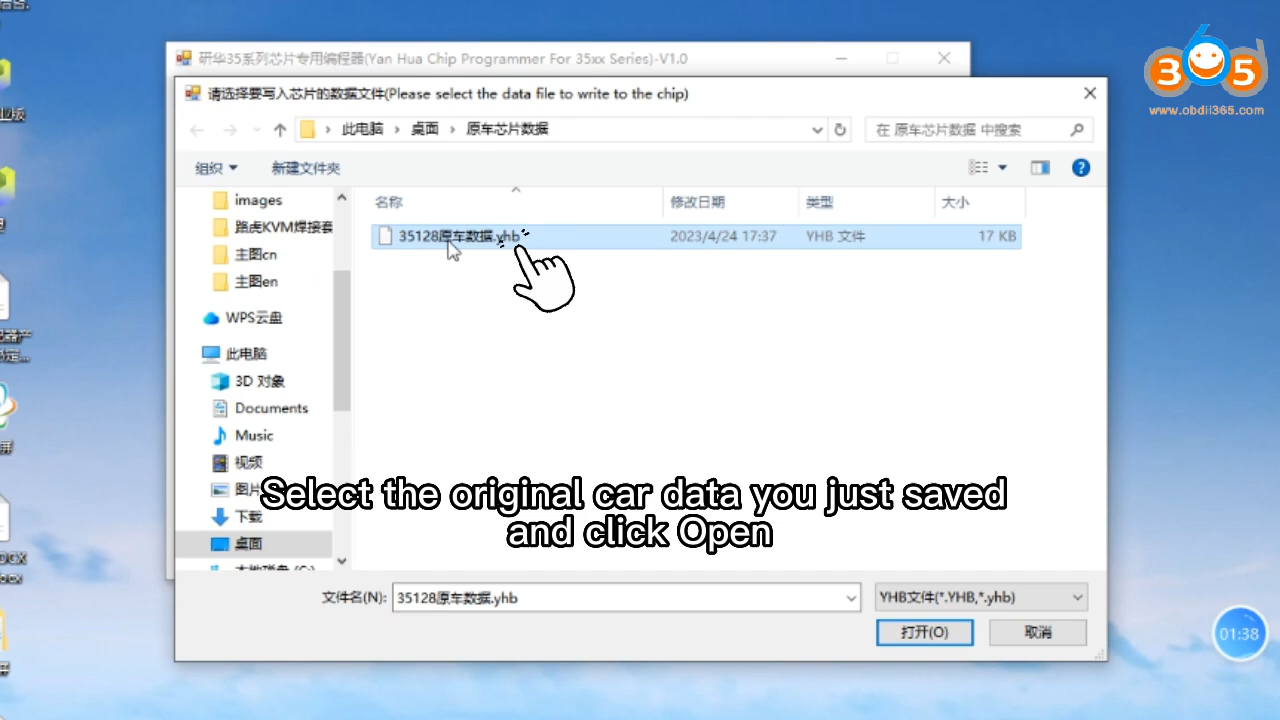 研华35系列芯片专用编程器(Yan Hua Chip Programmer For 35xx Series)-V1.0
365
www.obdii365.com
请选择要写入芯片的数据文件(Please select the data file to write to the chip)
此电脑 > 桌面 > 原车芯片数据
在 原车芯片数据 中搜索
组织
新建文件夹
images
路虎KVM焊接套
主图cn
主图en
WPS云盘
此电脑
3D 对象
Documents
Music
视频
图片
下载
桌面
名称 修改日期 类型 大小
35128原车数据.yhb 2023/4/24 17:37 YHB 文件 17 KB
Select the original car data you just saved
and click Open
文件名(N): 35128原车数据.yhb
YHB文件(*.YHB,*.yhb)
打开(O) 取消
01:38